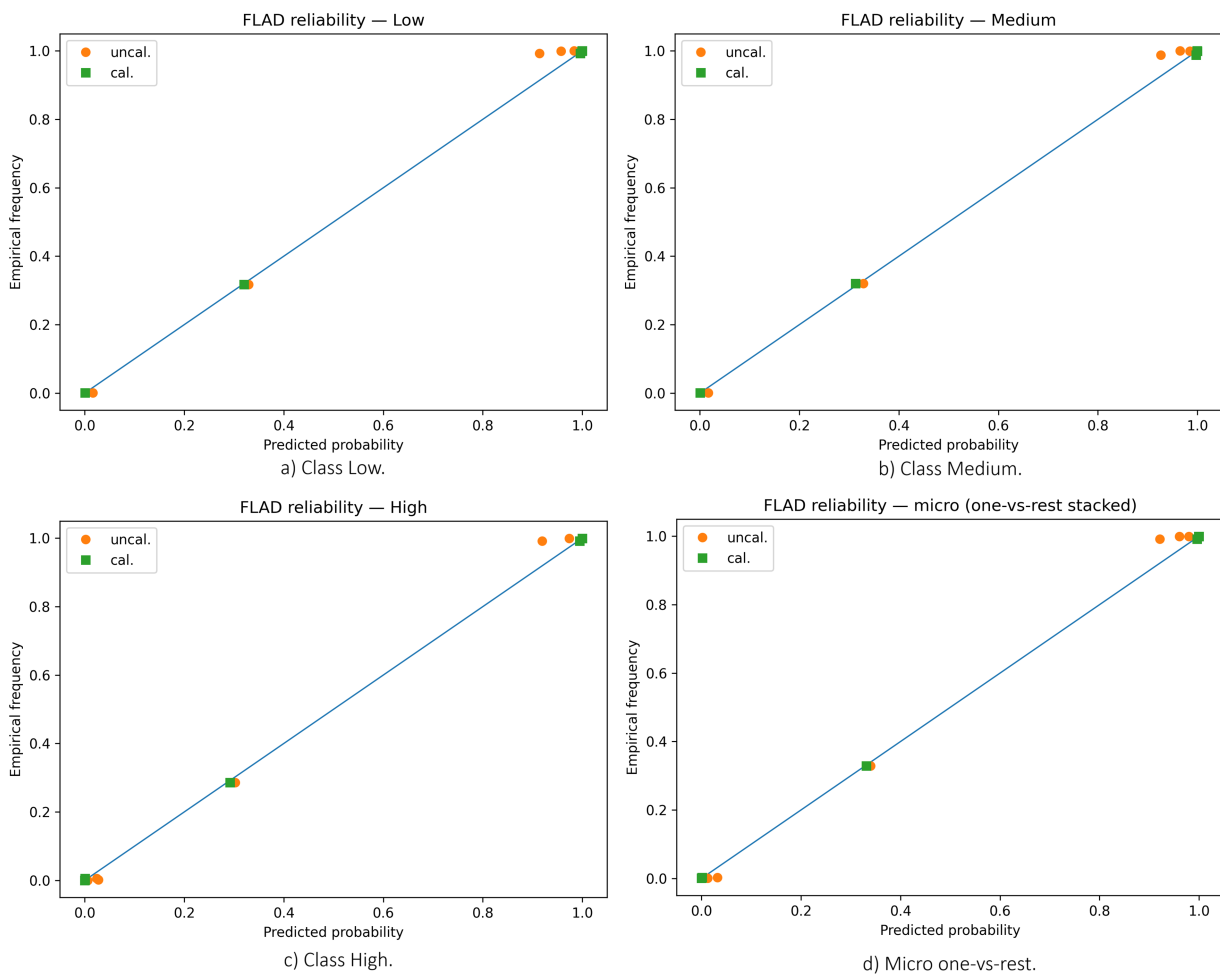 FLAD reliability — Low
uncal.
cal.
1.0
0.8
0.6
0.4
0.2
0.0
Empirical frequency
0.0 0.2 0.4 0.6 0.8 1.0
Predicted probability
a) Class Low.
FLAD reliability — Medium
uncal.
cal.
1.0
0.8
0.6
0.4
0.2
0.0
Empirical frequency
0.0 0.2 0.4 0.6 0.8 1.0
Predicted probability
b) Class Medium.
FLAD reliability — High
uncal.
cal.
1.0
0.8
0.6
0.4
0.2
0.0
Empirical frequency
0.0 0.2 0.4 0.6 0.8 1.0
Predicted probability
c) Class High.
FLAD reliability — micro (one-vs-rest stacked)
uncal.
cal.
1.0
0.8
0.6
0.4
0.2
0.0
Empirical frequency
0.0 0.2 0.4 0.6 0.8 1.0
Predicted probability
d) Micro one-vs-rest.